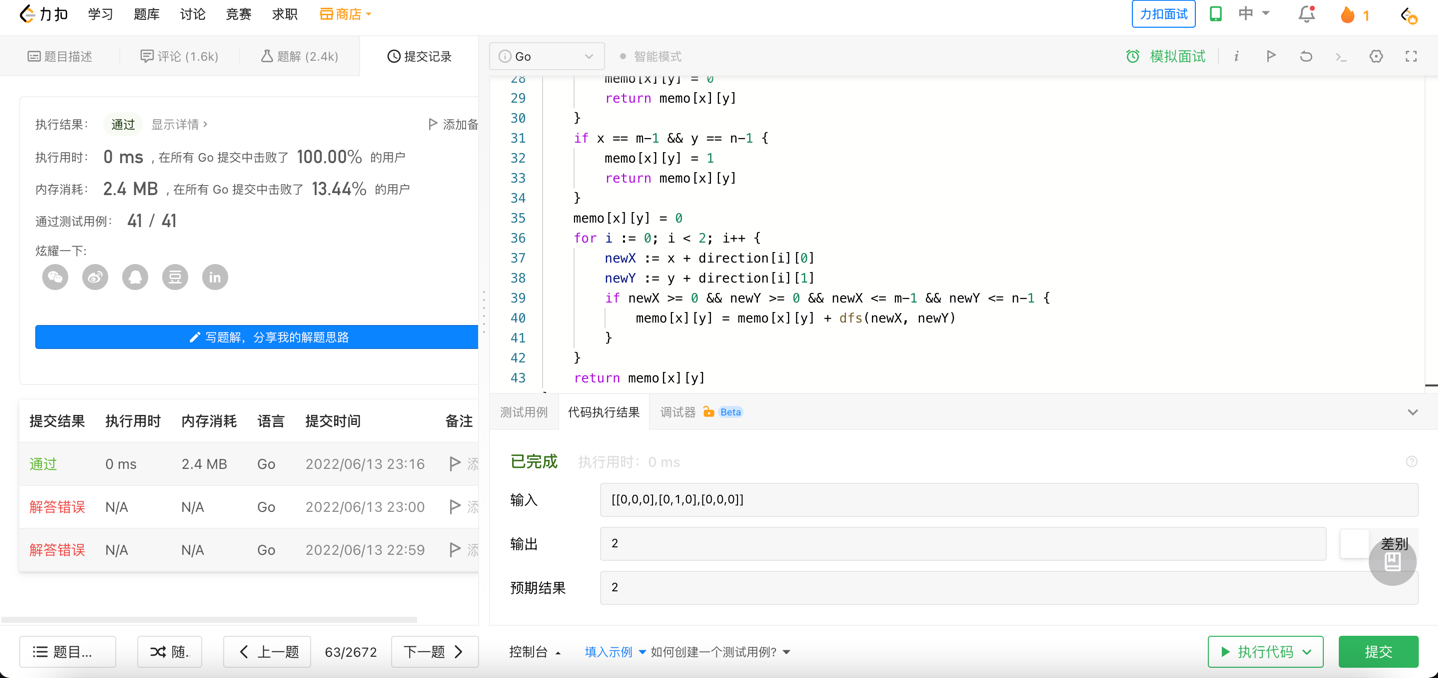 力扣 学习 题库 讨论 竞赛 求职 商店 力扣面试 中 1
题目描述 评论 (1.6k) 题解 (2.4k) 提交记录
执行结果： 通过 显示详情 › 添加备
执行用时： 0 ms , 在所有 Go 提交中击败了 100.00% 的用户
内存消耗： 2.4 MB , 在所有 Go 提交中击败了 13.44% 的用户
通过测试用例： 41 / 41
炫耀一下:
豆 in
写题解，分享我的解题思路
提交结果 执行用时 内存消耗 语言 提交时间 备注
通过 0 ms 2.4 MB Go 2022/06/13 23:16 添
解答错误 N/A N/A Go 2022/06/13 23:00 添
解答错误 N/A N/A Go 2022/06/13 22:59 添
题目... 随. 上一题 63/2672 下一题
Go 智能模式 模拟面试 i
28 memo[x][y] = 0
29 return memo[x][y]
30 }
31 if x == m-1 && y == n-1 {
32 memo[x][y] = 1
33 return memo[x][y]
34 }
35 memo[x][y] = 0
36 for i := 0; i < 2; i++ {
37 newX := x + direction[i][0]
38 newY := y + direction[i][1]
39 if newX >= 0 && newY >= 0 && newX <= m-1 && newY <= n-1 {
40 memo[x][y] = memo[x][y] + dfs(newX, newY)
41 }
42 }
43 return memo[x][y]
测试用例 代码执行结果 调试器 Beta
已完成 执行用时：0 ms
输入 [[0,0,0],[0,1,0],[0,0,0]]
输出 2 差别
预期结果 2
控制台 填入示例 如何创建一个测试用例? 执行代码 提交